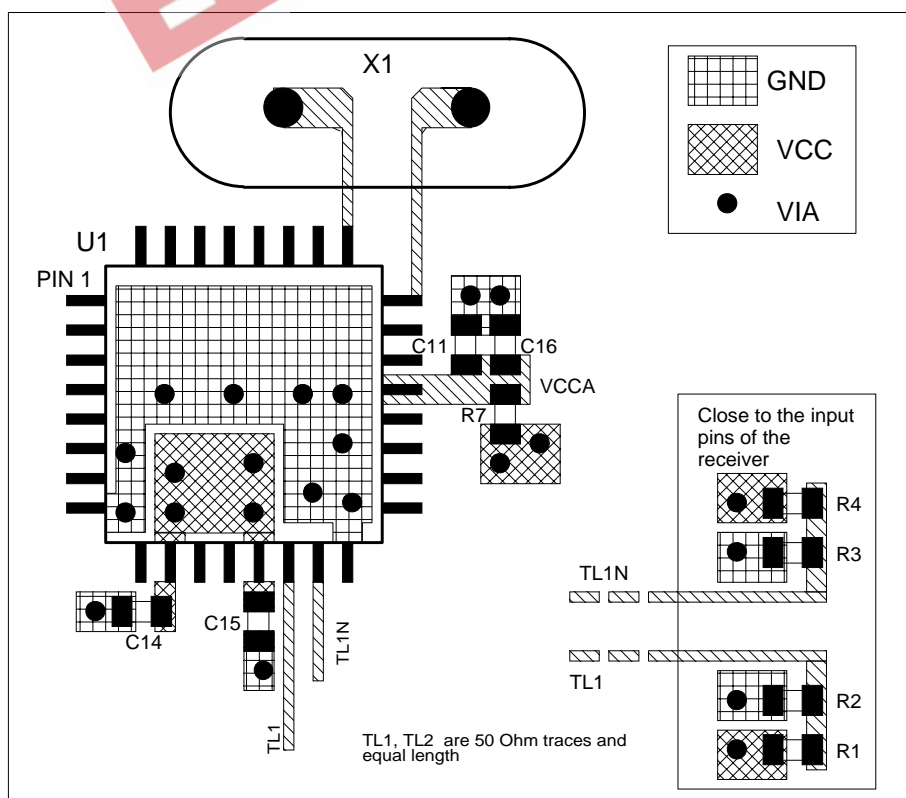 X1
GND
VCC
VIA
U1
PIN 1
C11
C16
VCCA
R7
Close to the input
pins of the
receiver
R4
R3
TL1N
TL1
R2
R1
C14
C15
TL1N
TL1
TL1, TL2 are 50 Ohm traces and
equal length